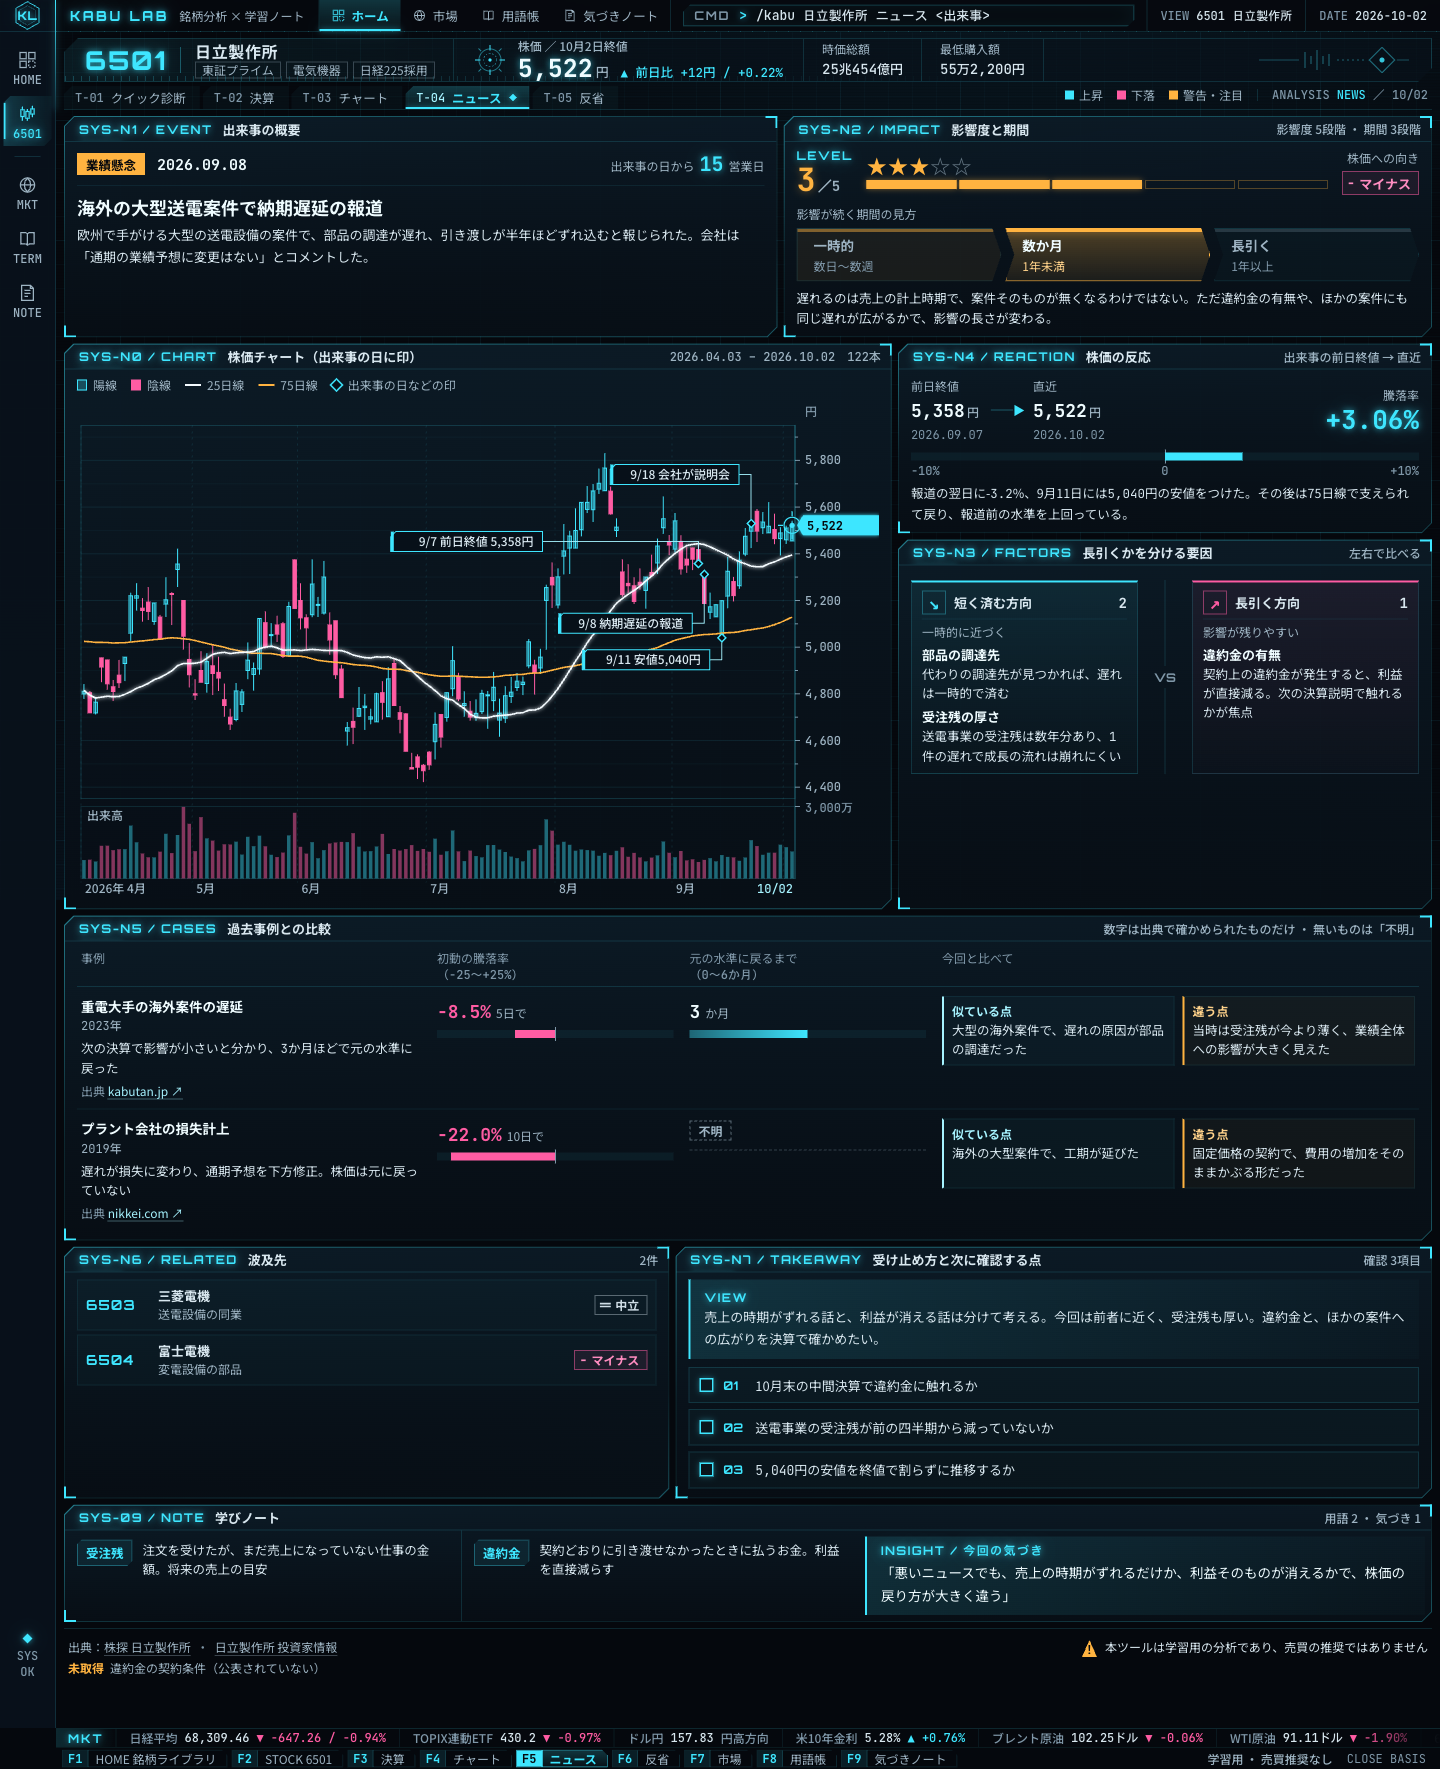 KL KABU LAB 銘柄分析 × 学習ノート ホーム 市場 用語帳 気づきノート CMD > /kabu 日立製作所 ニュース <出来事> VIEW 6501 日立製作所 DATE 2026-10-02
HOME
6501
MKT
TERM
NOTE
SYS
OK
6501 日立製作所
東証プライム 電気機器 日経225採用
株価 ／ 10月2日終値
5,522円 ▲ 前日比 +12円 / +0.22%
時価総額
25兆454億円
最低購入額
55万2,200円
T-01 クイック診断 T-02 決算 T-03 チャート T-04 ニュース ◆ T-05 反省
上昇 下落 警告・注目 ANALYSIS NEWS ／ 10/02
SYS-N1 / EVENT 出来事の概要
業績懸念 2026.09.08 出来事の日から 15 営業日
海外の大型送電案件で納期遅延の報道
欧州で手がける大型の送電設備の案件で、部品の調達が遅れ、引き渡しが半年ほどずれ込むと報じられた。会社は
「通期の業績予想に変更はない」とコメントした。
SYS-N2 / IMPACT 影響度と期間 影響度 5段階 ・ 期間 3段階
LEVEL
3 ／5 ★★★☆☆
株価への向き
- マイナス
影響が続く期間の見方
一時的
数日〜数週
数か月
1年未満
長引く
1年以上
遅れるのは売上の計上時期で、案件そのものが無くなるわけではない。ただ違約金の有無や、ほかの案件にも
同じ遅れが広がるかで、影響の長さが変わる。
SYS-N0 / CHART 株価チャート（出来事の日に印） 2026.04.03 – 2026.10.02 122本
陽線 陰線 25日線 75日線 出来事の日などの印
円
5,800
5,600
5,522
5,400
5,200
5,000
4,800
4,600
4,400
3,000万
9/18 会社が説明会
9/7 前日終値 5,358円
9/8 納期遅延の報道
9/11 安値5,040円
出来高
2026年 4月 5月 6月 7月 8月 9月 10/02
SYS-N4 / REACTION 株価の反応 出来事の前日終値 → 直近
前日終値
5,358円
2026.09.07
直近
5,522円
2026.10.02
騰落率
+3.06%
-10% 0 +10%
報道の翌日に-3.2%、9月11日には5,040円の安値をつけた。その後は75日線で支えられ
て戻り、報道前の水準を上回っている。
SYS-N3 / FACTORS 長引くかを分ける要因 左右で比べる
↘ 短く済む方向 2
一時的に近づく
部品の調達先
代わりの調達先が見つかれば、遅れ
は一時的で済む
受注残の厚さ
送電事業の受注残は数年分あり、1
件の遅れで成長の流れは崩れにくい
VS
↗ 長引く方向 1
影響が残りやすい
違約金の有無
契約上の違約金が発生すると、利益
が直接減る。次の決算説明で触れる
かが焦点
SYS-N5 / CASES 過去事例との比較 数字は出典で確かめられたものだけ ・ 無いものは「不明」
事例 初動の騰落率 元の水準に戻るまで 今回と比べて
（-25〜+25%） （0〜6か月）
重電大手の海外案件の遅延
2023年
次の決算で影響が小さいと分かり、3か月ほどで元の水準に
戻った
出典 kabutan.jp ↗
-8.5% 5日で
3 か月
似ている点
大型の海外案件で、遅れの原因が部品
の調達だった
違う点
当時は受注残が今より薄く、業績全体
への影響が大きく見えた
プラント会社の損失計上
2019年
遅れが損失に変わり、通期予想を下方修正。株価は元に戻っ
ていない
出典 nikkei.com ↗
-22.0% 10日で
不明
似ている点
海外の大型案件で、工期が延びた
違う点
固定価格の契約で、費用の増加をその
ままかぶる形だった
SYS-N6 / RELATED 波及先 2件
6503 三菱電機
送電設備の同業
= 中立
6504 富士電機
変電設備の部品
- マイナス
SYS-N7 / TAKEAWAY 受け止め方と次に確認する点 確認 3項目
VIEW
売上の時期がずれる話と、利益が消える話は分けて考える。今回は前者に近く、受注残も厚い。違約金と、ほかの案件へ
の広がりを決算で確かめたい。
01 10月末の中間決算で違約金に触れるか
02 送電事業の受注残が前の四半期から減っていないか
03 5,040円の安値を終値で割らずに推移するか
SYS-09 / NOTE 学びノート 用語 2 ・ 気づき 1
受注残 注文を受けたが、まだ売上になっていない仕事の金
額。将来の売上の目安
違約金 契約どおりに引き渡せなかったときに払うお金。利益
を直接減らす
INSIGHT / 今回の気づき
「悪いニュースでも、売上の時期がずれるだけか、利益そのものが消えるかで、株価の
戻り方が大きく違う」
出典：株探 日立製作所 ・ 日立製作所 投資家情報
未取得 違約金の契約条件（公表されていない）
本ツールは学習用の分析であり、売買の推奨ではありません
MKT 日経平均 68,309.46 ▼ -647.26 / -0.94% TOPIX連動ETF 430.2 ▼ -0.97% ドル円 157.83 円高方向 米10年金利 5.28% ▲ +0.76% ブレント原油 102.25ドル ▼ -0.06% WTI原油 91.11ドル ▼ -1.90%
F1 HOME 銘柄ライブラリ F2 STOCK 6501 F3 決算 F4 チャート F5 ニュース F6 反省 F7 市場 F8 用語帳 F9 気づきノート 学習用 ・ 売買推奨なし CLOSE BASIS